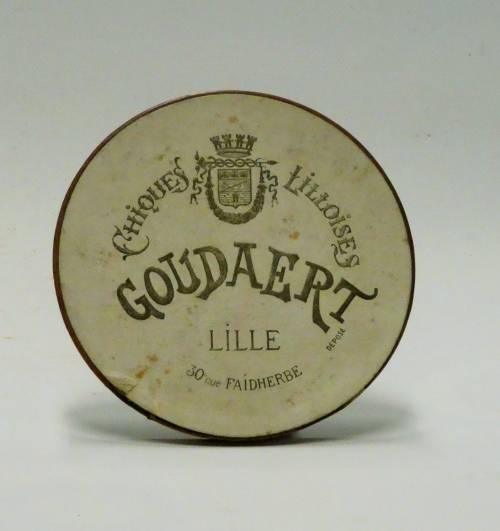 CHIQUES LILLOISES
GOUDAERT
LILLE
DÉPOSÉ
30 rue FAIDHERBE